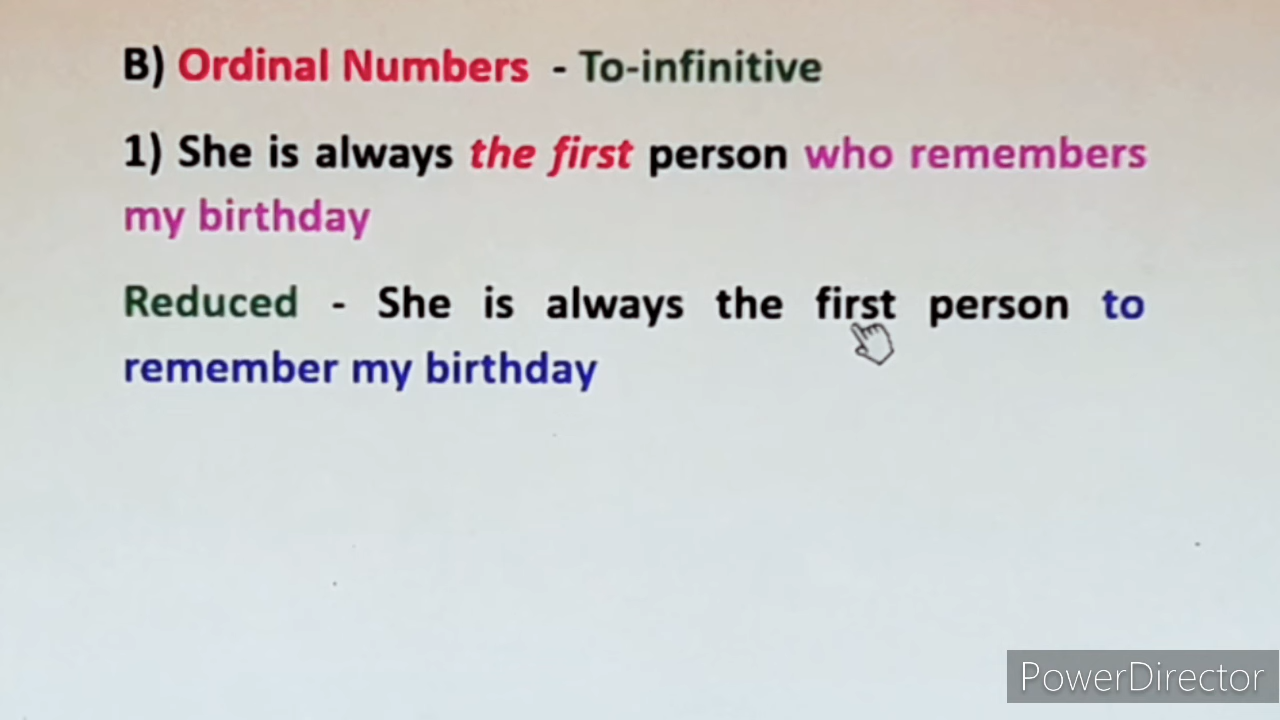 B) Ordinal Numbers - To-infinitive
1) She is always the first person who remembers
my birthday
Reduced - She is always the first person to
remember my birthday
PowerDirector